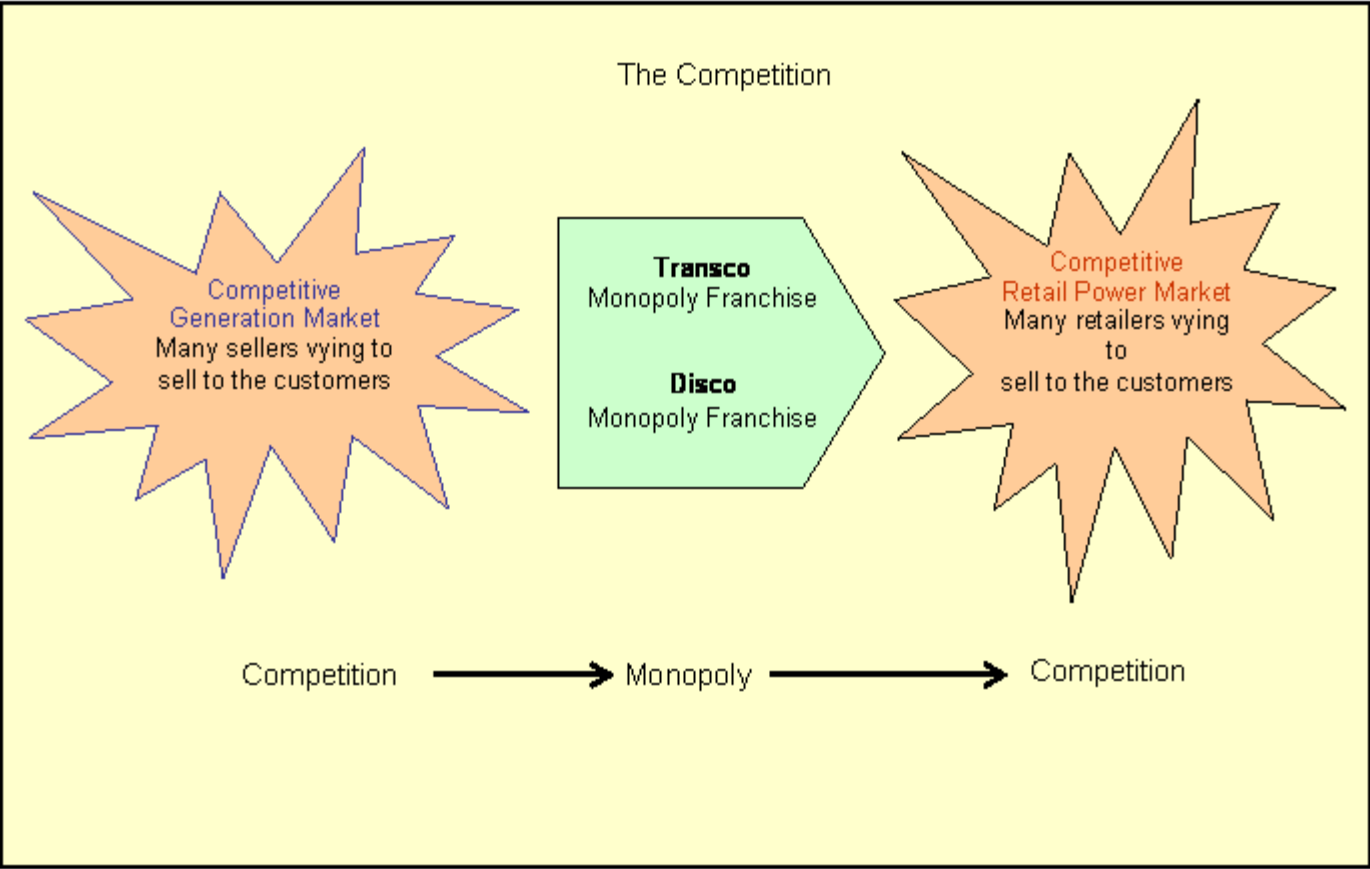 The Competition
Competitive
Generation Market
Many sellers vying to
sell to the customers
Transco
Monopoly Franchise
Disco
Monopoly Franchise
Competitive
Retail Power Market
Many retailers vying
to
sell to the customers
Competition
Monopoly
Competition